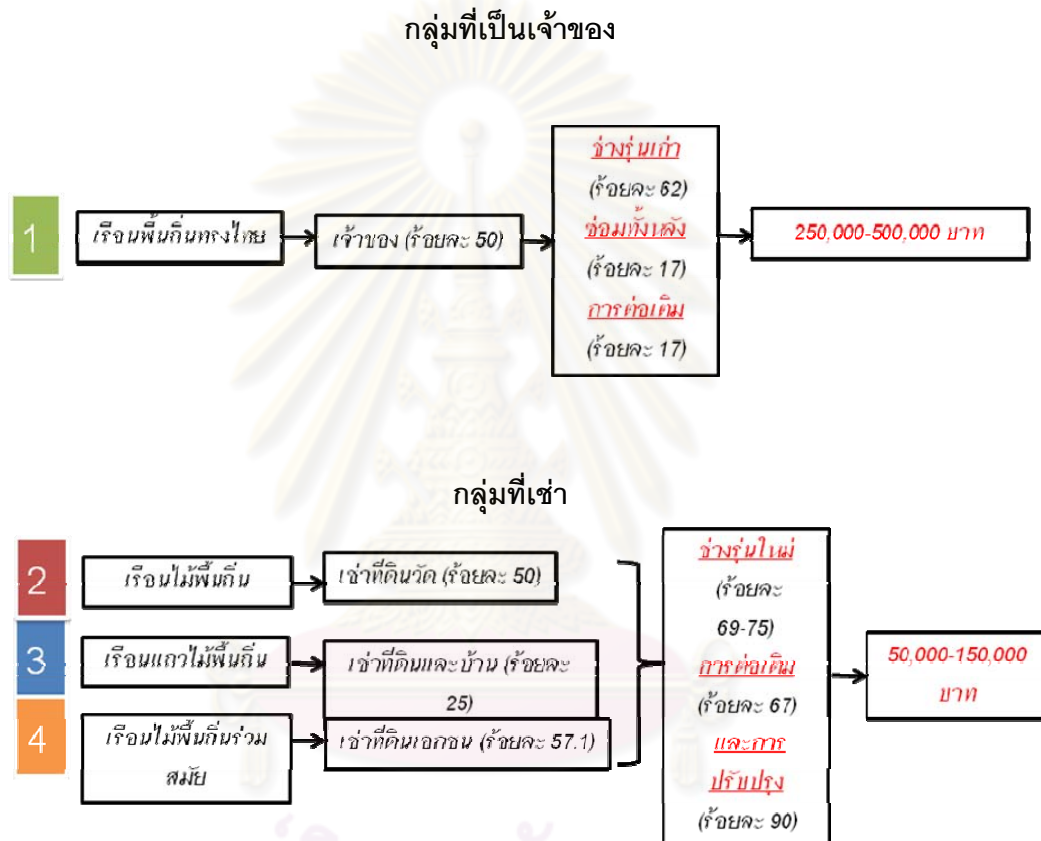 กลุ่มที่เป็นเจ้าของ
1
เรือนพื้นถิ่นทรงไทย
เจ้าของ (ร้อยละ 50)
ช่างรุ่นเก่า
(ร้อยละ 62)
ซ่อมทั้งหลัง
(ร้อยละ 17)
การต่อเติม
(ร้อยละ 17)
250,000-500,000 บาท
กลุ่มที่เช่า
2
เรือนไม้พื้นถิ่น
เช่าที่ดินวัด (ร้อยละ 50)
3
เรือนแถวไม้พื้นถิ่น
เช่าที่ดินและบ้าน (ร้อยละ
25)
4
เรือนไม้พื้นถิ่นร่วม
สมัย
เช่าที่ดินเอกชน (ร้อยละ 57.1)
ช่างรุ่นใหม่
(ร้อยละ
69-75)
การต่อเติม
(ร้อยละ 67)
และการ
ปรับปรุง
(ร้อยละ 90)
50,000-150,000
บาท